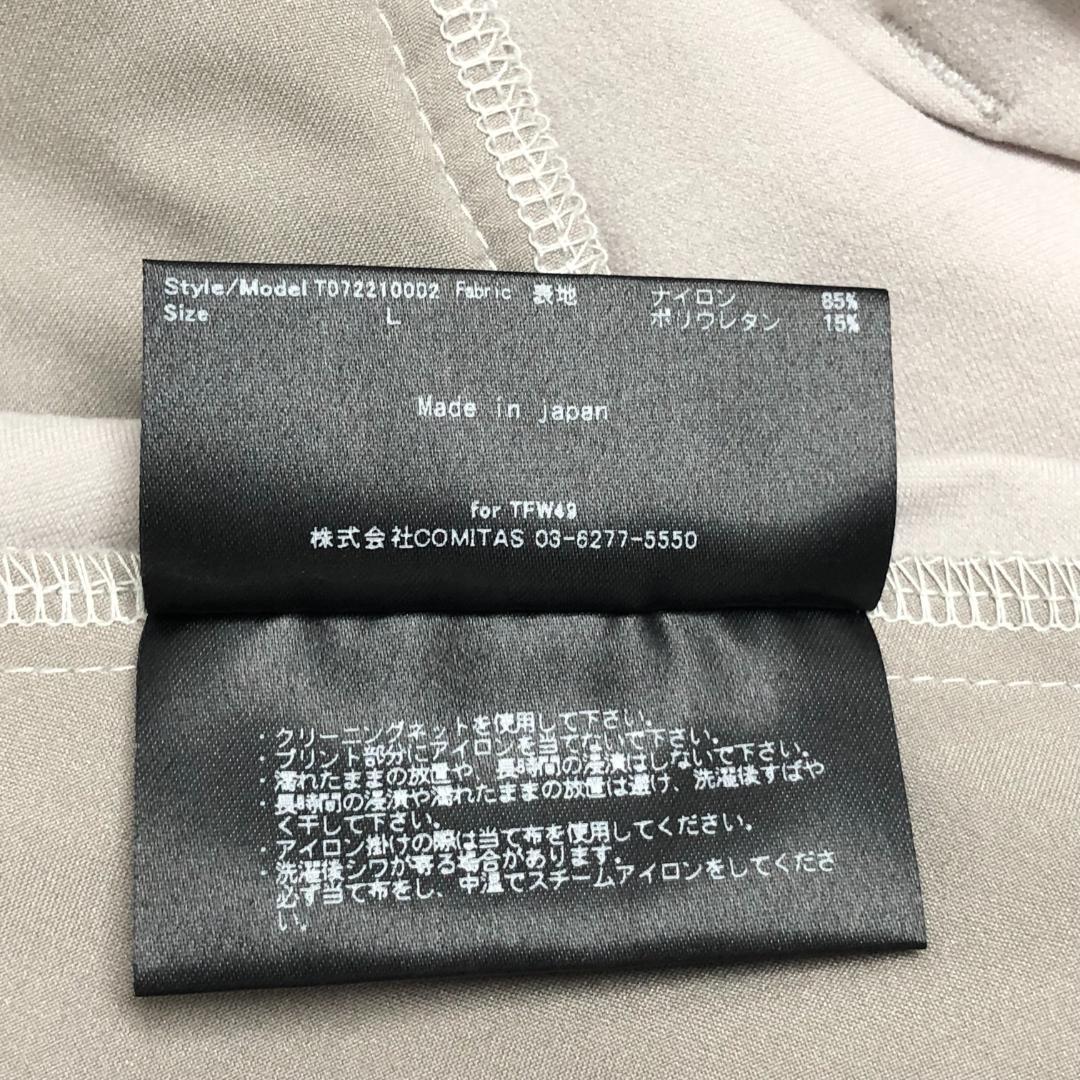 Style/Model T072210002 Fabric 表地 ナイロン 85%
Size L ポリウレタン 15%
Made in japan
for TFW49
株式会社COMITAS 03-6277-5550
・クリーニングネットを使用して下さい。
・プリント部分にアイロンを当てないで下さい。
・濡れたままの放置や、長時間の浸漬はしないで下さい。
・長時間の浸漬や濡れたままの放置は避け、洗濯後すばや
く干して下さい。
・アイロン掛けの際は当て布を使用してください。
・洗濯後シワが寄る場合があります。
必ず当て布をし、中温でスチームアイロンをしてくださ
い。